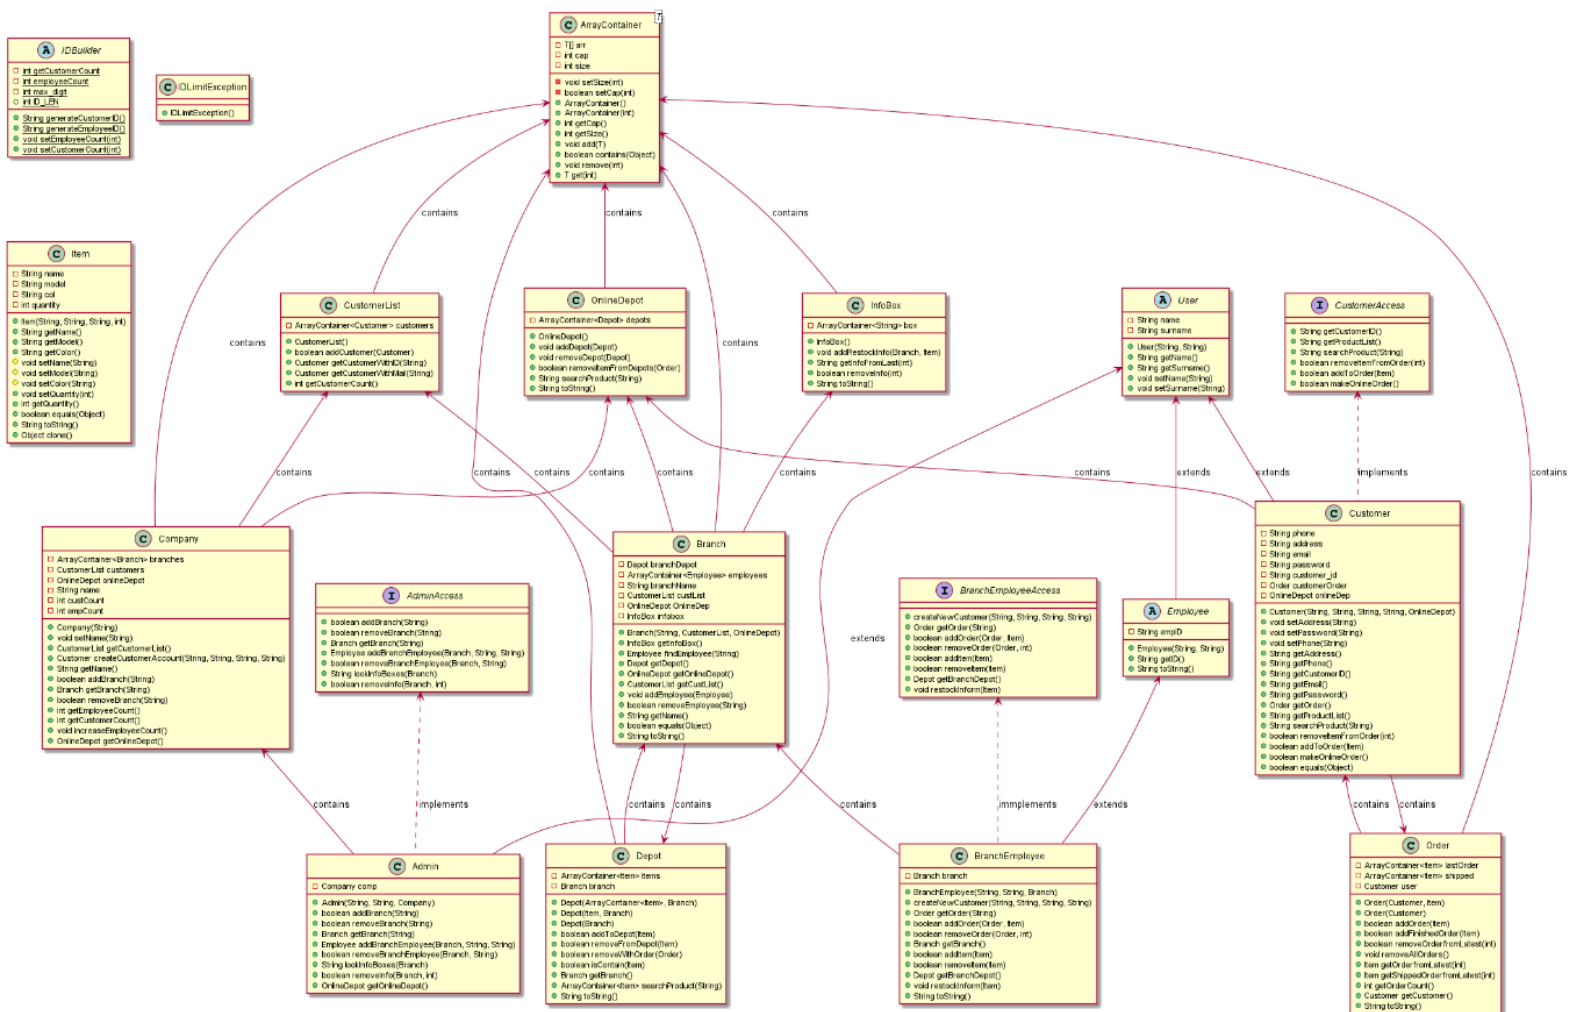 C ArrayContainer
T
T[] arr
int cap
int size
void setSize(int)
boolean setCap(int)
ArrayContainer()
ArrayContainer(int)
int getCap()
int getSize()
void add(T)
boolean contains(Object)
void remove(int)
T get(int)
A IDBuilder
int getCustomerCount
int employeeCount
int max_digit
int ID_LEN
String generateCustomerID()
String generateEmployeeID()
void setEmployeeCount(int)
void setCustomerCount(int)
C IDLimitException
IDLimitException()
contains
contains
contains
C Item
String name
String model
String col
int quantity
Item(String, String, String, int)
String getName()
String getModel()
String getColor()
void setName(String)
void setModel(String)
void setColor(String)
void setQuantity(int)
int getQuantity()
boolean equals(Object)
String toString()
Object clone()
contains
C CustomerList
ArrayContainer<Customer> customers
CustomerList()
boolean addCustomer(Customer)
Customer getCustomerWithID(String)
Customer getCustomerWithMail(String)
int getCustomerCount()
C OnlineDepot
ArrayContainer<Depot> depots
OnlineDepot()
void addDepot(Depot)
void removeDepot(Depot)
boolean removeItemFromDepots(Order)
String searchProduct(String)
String toString()
C InfoBox
ArrayContainer<String> box
InfoBox()
void addRestockInfo(Branch, Item)
String getInfoFromLast(int)
boolean removeInfo(int)
String toString()
A User
String name
String surname
User(String, String)
String getName()
String getSurname()
void setName(String)
void setSurname(String)
I CustomerAccess
String getCustomerID()
String getProductList()
String searchProduct(String)
boolean removeItemFromOrder(int)
boolean addToOrder(Item)
boolean makeOnlineOrder()
contains
contains
contains
contains
contains
contains
contains
extends
extends
implements
contains
C Company
ArrayContainer<Branch> branches
CustomerList customers
OnlineDepot onlineDepot
String name
int custCount
int empCount
Company(String)
void setName(String)
CustomerList getCustomerList()
Customer createCustomerAccount(String, String, String, String)
String getName()
boolean addBranch(String)
Branch getBranch(String)
boolean removeBranch(String)
int getEmployeeCount()
int getCustomerCount()
void increaseEmployeeCount()
OnlineDepot getOnlineDepot()
I AdminAccess
boolean addBranch(String)
boolean removeBranch(String)
Branch getBranch(String)
Employee addBranchEmployee(Branch, String, String)
boolean removeBranchEmployee(Branch, String)
String lookInfoBoxes(Branch)
boolean removeInfo(Branch, int)
C Branch
Depot branchDepot
ArrayContainer<Employee> employees
String branchName
CustomerList custList
OnlineDepot OnlineDep
InfoBox infobox
Branch(String, CustomerList, OnlineDepot)
InfoBox getInfoBox()
Employee findEmployee(String)
Depot getDepot()
OnlineDepot getOnlineDepot()
CustomerList getCustList()
void addEmployee(Employee)
boolean removeEmployee(String)
String getName()
boolean equals(Object)
String toString()
extends
I BranchEmployeeAccess
createNewCustomer(String, String, String, String)
Order getOrder(String)
boolean addOrder(Order, Item)
boolean removeOrder(Order, int)
boolean addItem(Item)
boolean removeItem(Item)
Depot getBranchDepot()
void restockInform(Item)
A Employee
String empID
Employee(String, String)
String getID()
String toString()
C Customer
String phone
String address
String email
String password
String customer_id
Order customerOrder
OnlineDepot onlineDep
Customer(String, String, String, String, OnlineDepot)
void setAddress(String)
void setPassword(String)
void setPhone(String)
String getAddress()
String getPhone()
String getCustomerID()
String getEmail()
String getPassword()
Order getOrder()
String getProductList()
String searchProduct(String)
boolean removeItemFromOrder(int)
boolean addToOrder(Item)
boolean makeOnlineOrder()
boolean equals(Object)
contains
implements
contains
contains
contains
immplements
extends
contains
contains
C Admin
Company comp
Admin(String, String, Company)
boolean addBranch(String)
boolean removeBranch(String)
Branch getBranch(String)
Employee addBranchEmployee(Branch, String, String)
boolean removeBranchEmployee(Branch, String)
String lookInfoBoxes(Branch)
boolean removeInfo(Branch, int)
OnlineDepot getOnlineDepot()
C Depot
ArrayContainer<Item> items
Branch branch
Depot(ArrayContainer<Item>, Branch)
Depot(Item, Branch)
Depot(Branch)
boolean addToDepot(Item)
boolean removeFromDepot(Item)
boolean removeWithOrder(Order)
boolean isContain(Item)
Branch getBranch()
ArrayContainer<Item> searchProduct(String)
String toString()
C BranchEmployee
Branch branch
BranchEmployee(String, String, Branch)
createNewCustomer(String, String, String, String)
Order getOrder(String)
boolean addOrder(Order, Item)
boolean removeOrder(Order, int)
Branch getBranch()
boolean addItem(Item)
boolean removeItem(Item)
Depot getBranchDepot()
void restockInform(Item)
String toString()
C Order
ArrayContainer<Item> lastOrder
ArrayContainer<Item> shipped
Customer user
Order(Customer, Item)
Order(Customer)
boolean addOrder(Item)
boolean addFinishedOrder(Item)
boolean removeOrderfromLatest(int)
void removeAllOrders()
Item getOrderfromLatest(int)
Item getShippedOrderfromLatest(int)
int getOrderCount()
Customer getCustomer()
String toString()